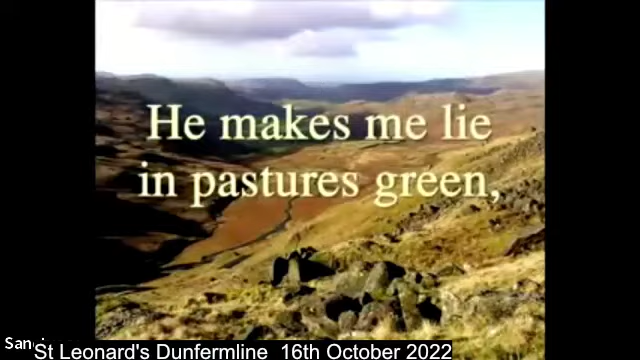 He makes me lie
in pastures green,
St Leonard's Dunfermline 16th October 2022